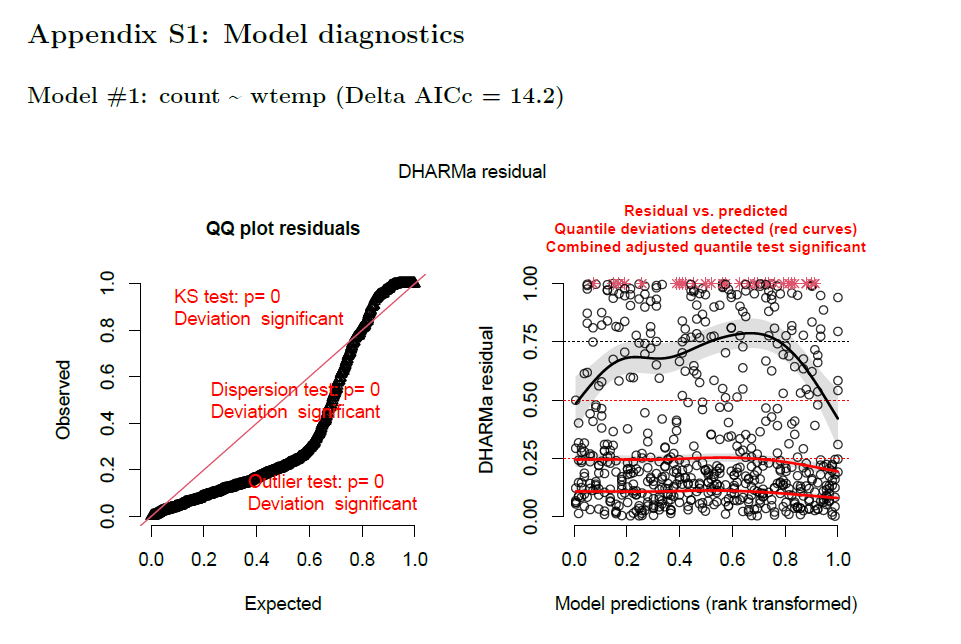 Appendix S1: Model diagnostics
Model #1: count ~ wtemp (Delta AICc = 14.2)
DHARMa residual
QQ plot residuals
KS test: p= 0
Deviation  significant
Dispersion test: p= 0
Deviation  significant
Outlier test: p= 0
Deviation  significant
Observed
0.0 0.2 0.4 0.6 0.8 1.0
0.0 0.2 0.4 0.6 0.8 1.0
Expected
Residual vs. predicted
Quantile deviations detected (red curves)
Combined adjusted quantile test significant
DHARMa residual
0.00 0.25 0.50 0.75 1.00
0.0 0.2 0.4 0.6 0.8 1.0
Model predictions (rank transformed)